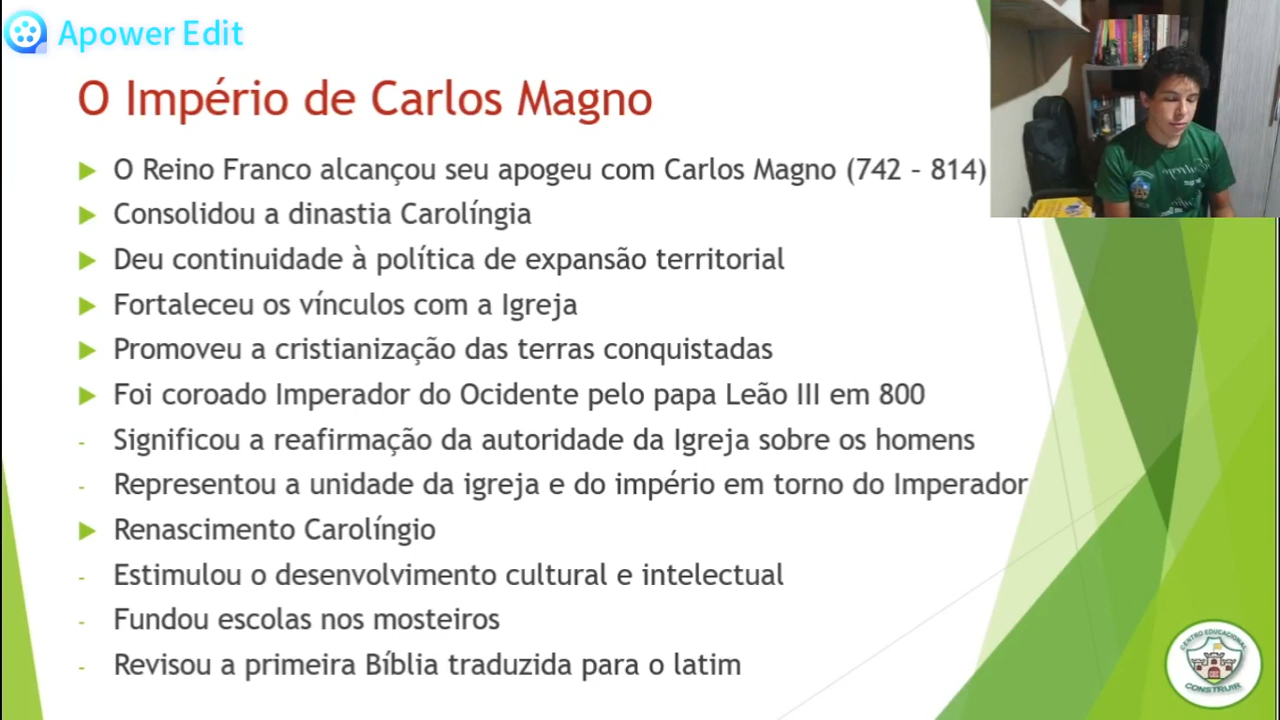 Apower Edit
O Império de Carlos Magno
O Reino Franco alcançou seu apogeu com Carlos Magno (742 – 814)
Consolidou a dinastia Carolíngia
Deu continuidade à política de expansão territorial
Fortaleceu os vínculos com a Igreja
Promoveu a cristianização das terras conquistadas
Foi coroado Imperador do Ocidente pelo papa Leão III em 800
- Significou a reafirmação da autoridade da Igreja sobre os homens
- Representou a unidade da igreja e do império em torno do Imperador
Renascimento Carolíngio
- Estimulou o desenvolvimento cultural e intelectual
- Fundou escolas nos mosteiros
- Revisou a primeira Bíblia traduzida para o latim
CENTRO EDUCACIONAL
CONSTRUIR